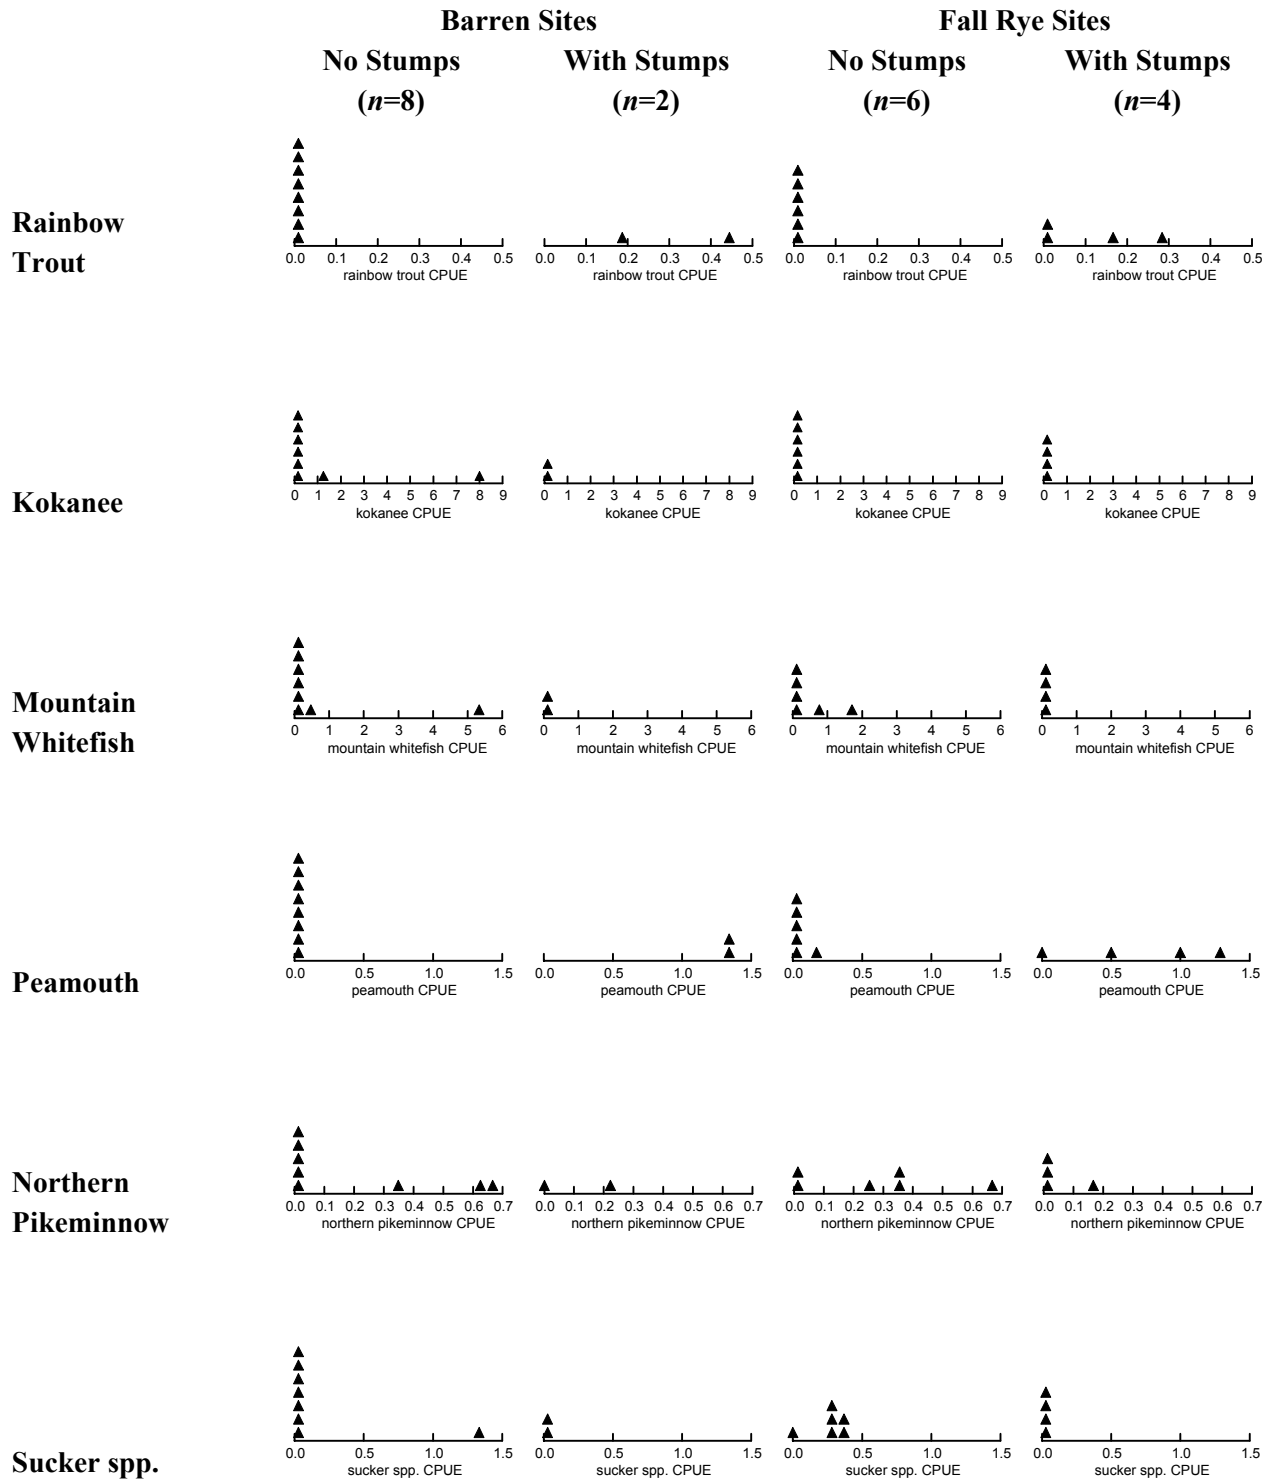 Barren Sites Fall Rye Sites
No Stumps With Stumps No Stumps With Stumps
(n=8) (n=2) (n=6) (n=4)
Rainbow
Trout
0.0 0.1 0.2 0.3 0.4 0.5 0.0 0.1 0.2 0.3 0.4 0.5 0.0 0.1 0.2 0.3 0.4 0.5 0.0 0.1 0.2 0.3 0.4 0.5
rainbow trout CPUE rainbow trout CPUE rainbow trout CPUE rainbow trout CPUE
Kokanee
0 1 2 3 4 5 6 7 8 9 0 1 2 3 4 5 6 7 8 9 0 1 2 3 4 5 6 7 8 9 0 1 2 3 4 5 6 7 8 9
kokanee CPUE kokanee CPUE kokanee CPUE kokanee CPUE
Mountain
Whitefish
0 1 2 3 4 5 6 0 1 2 3 4 5 6 0 1 2 3 4 5 6 0 1 2 3 4 5 6
mountain whitefish CPUE mountain whitefish CPUE mountain whitefish CPUE mountain whitefish CPUE
Peamouth
0.0 0.5 1.0 1.5 0.0 0.5 1.0 1.5 0.0 0.5 1.0 1.5 0.0 0.5 1.0 1.5
peamouth CPUE peamouth CPUE peamouth CPUE peamouth CPUE
Northern
Pikeminnow
0.0 0.1 0.2 0.3 0.4 0.5 0.6 0.7 0.0 0.1 0.2 0.3 0.4 0.5 0.6 0.7 0.0 0.1 0.2 0.3 0.4 0.5 0.6 0.7 0.0 0.1 0.2 0.3 0.4 0.5 0.6 0.7
northern pikeminnow CPUE northern pikeminnow CPUE northern pikeminnow CPUE northern pikeminnow CPUE
Sucker spp.
0.0 0.5 1.0 1.5 0.0 0.5 1.0 1.5 0.0 0.5 1.0 1.5 0.0 0.5 1.0 1.5
sucker spp. CPUE sucker spp. CPUE sucker spp. CPUE sucker spp. CPUE